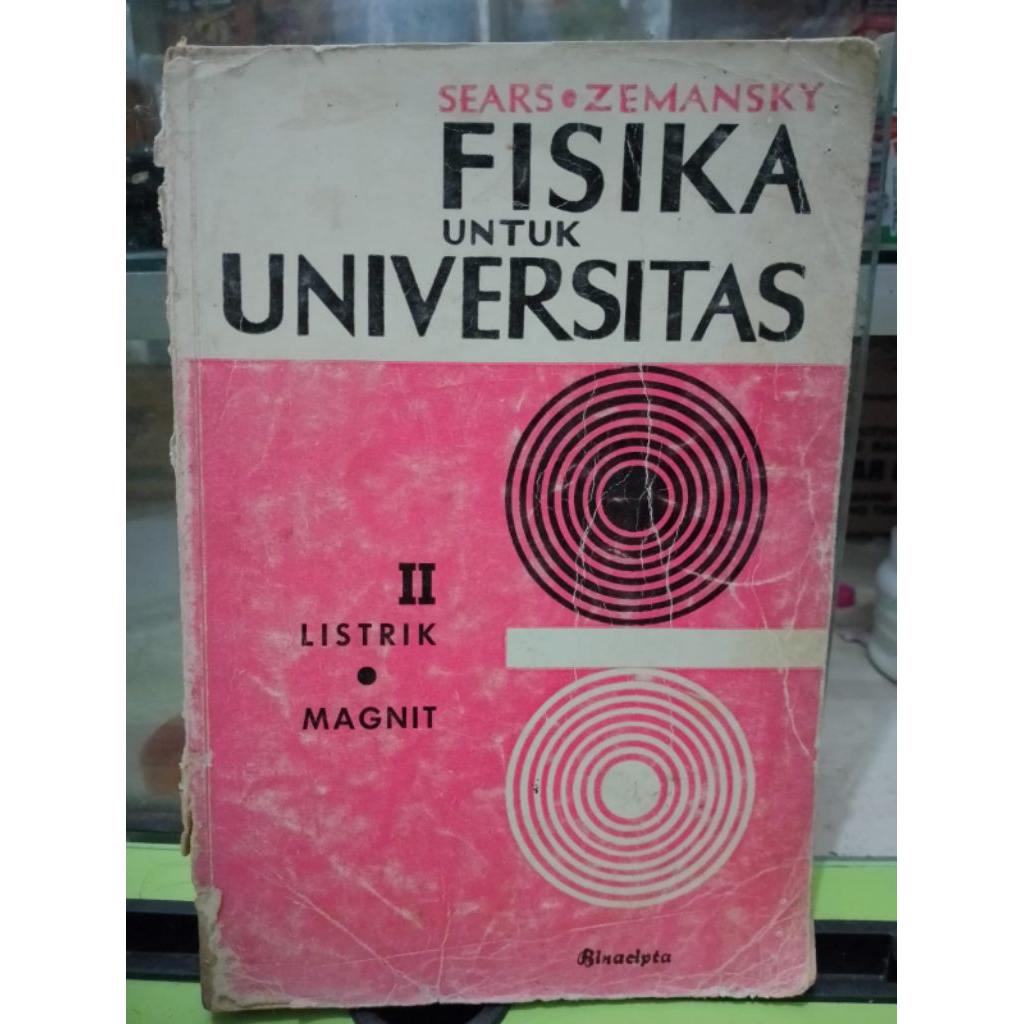 SEARS • ZEMANSKY
FISIKA
UNTUK
UNIVERSITAS
II
LISTRIK
•
MAGNIT
Binacipta